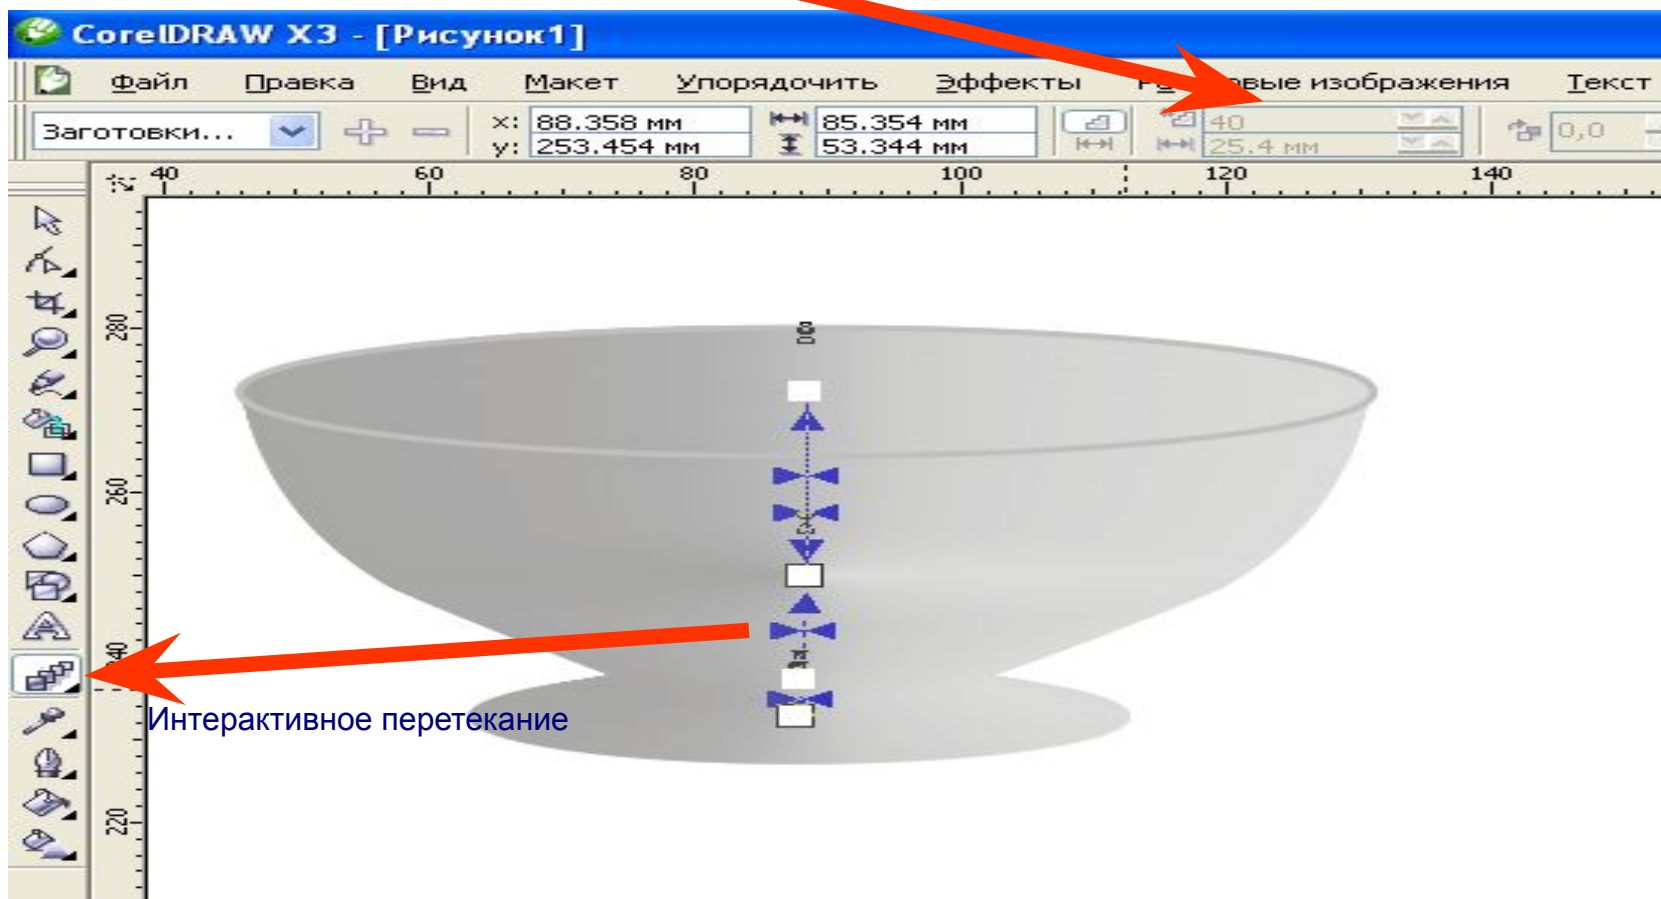 CorelDRAW X3 - [Рисунок1]
Файл Правка Вид Макет Упорядочить Эффекты изображения Текст
Заготовки... x: 88.358 мм 85.354 мм 40 0,0
y: 253.454 мм 53.344 мм 25.4 мм
40 60 80 100 120 140
280
260
240
220
Интерактивное перетекание